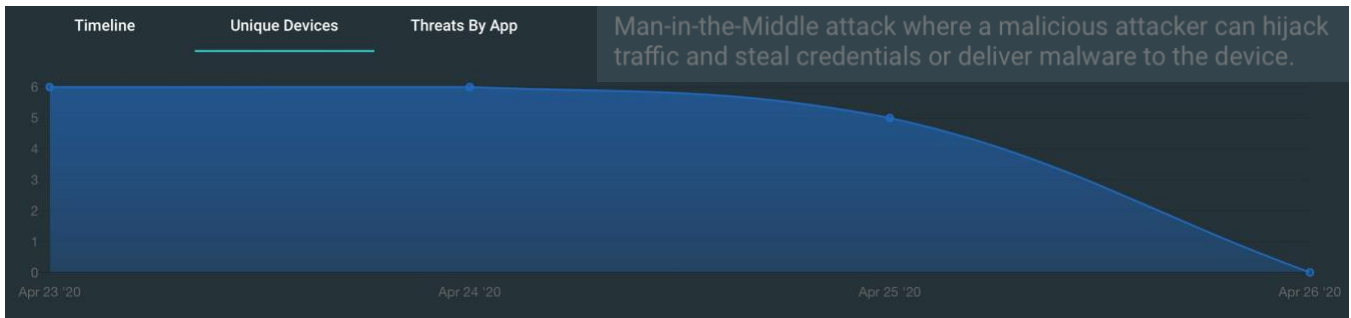 Timeline Unique Devices Threats By App
Man-in-the-Middle attack where a malicious attacker can hijack
traffic and steal credentials or deliver malware to the device.
6
5
4
3
2
1
0
Apr 23 '20 Apr 24 '20 Apr 25 '20 Apr 26 '20